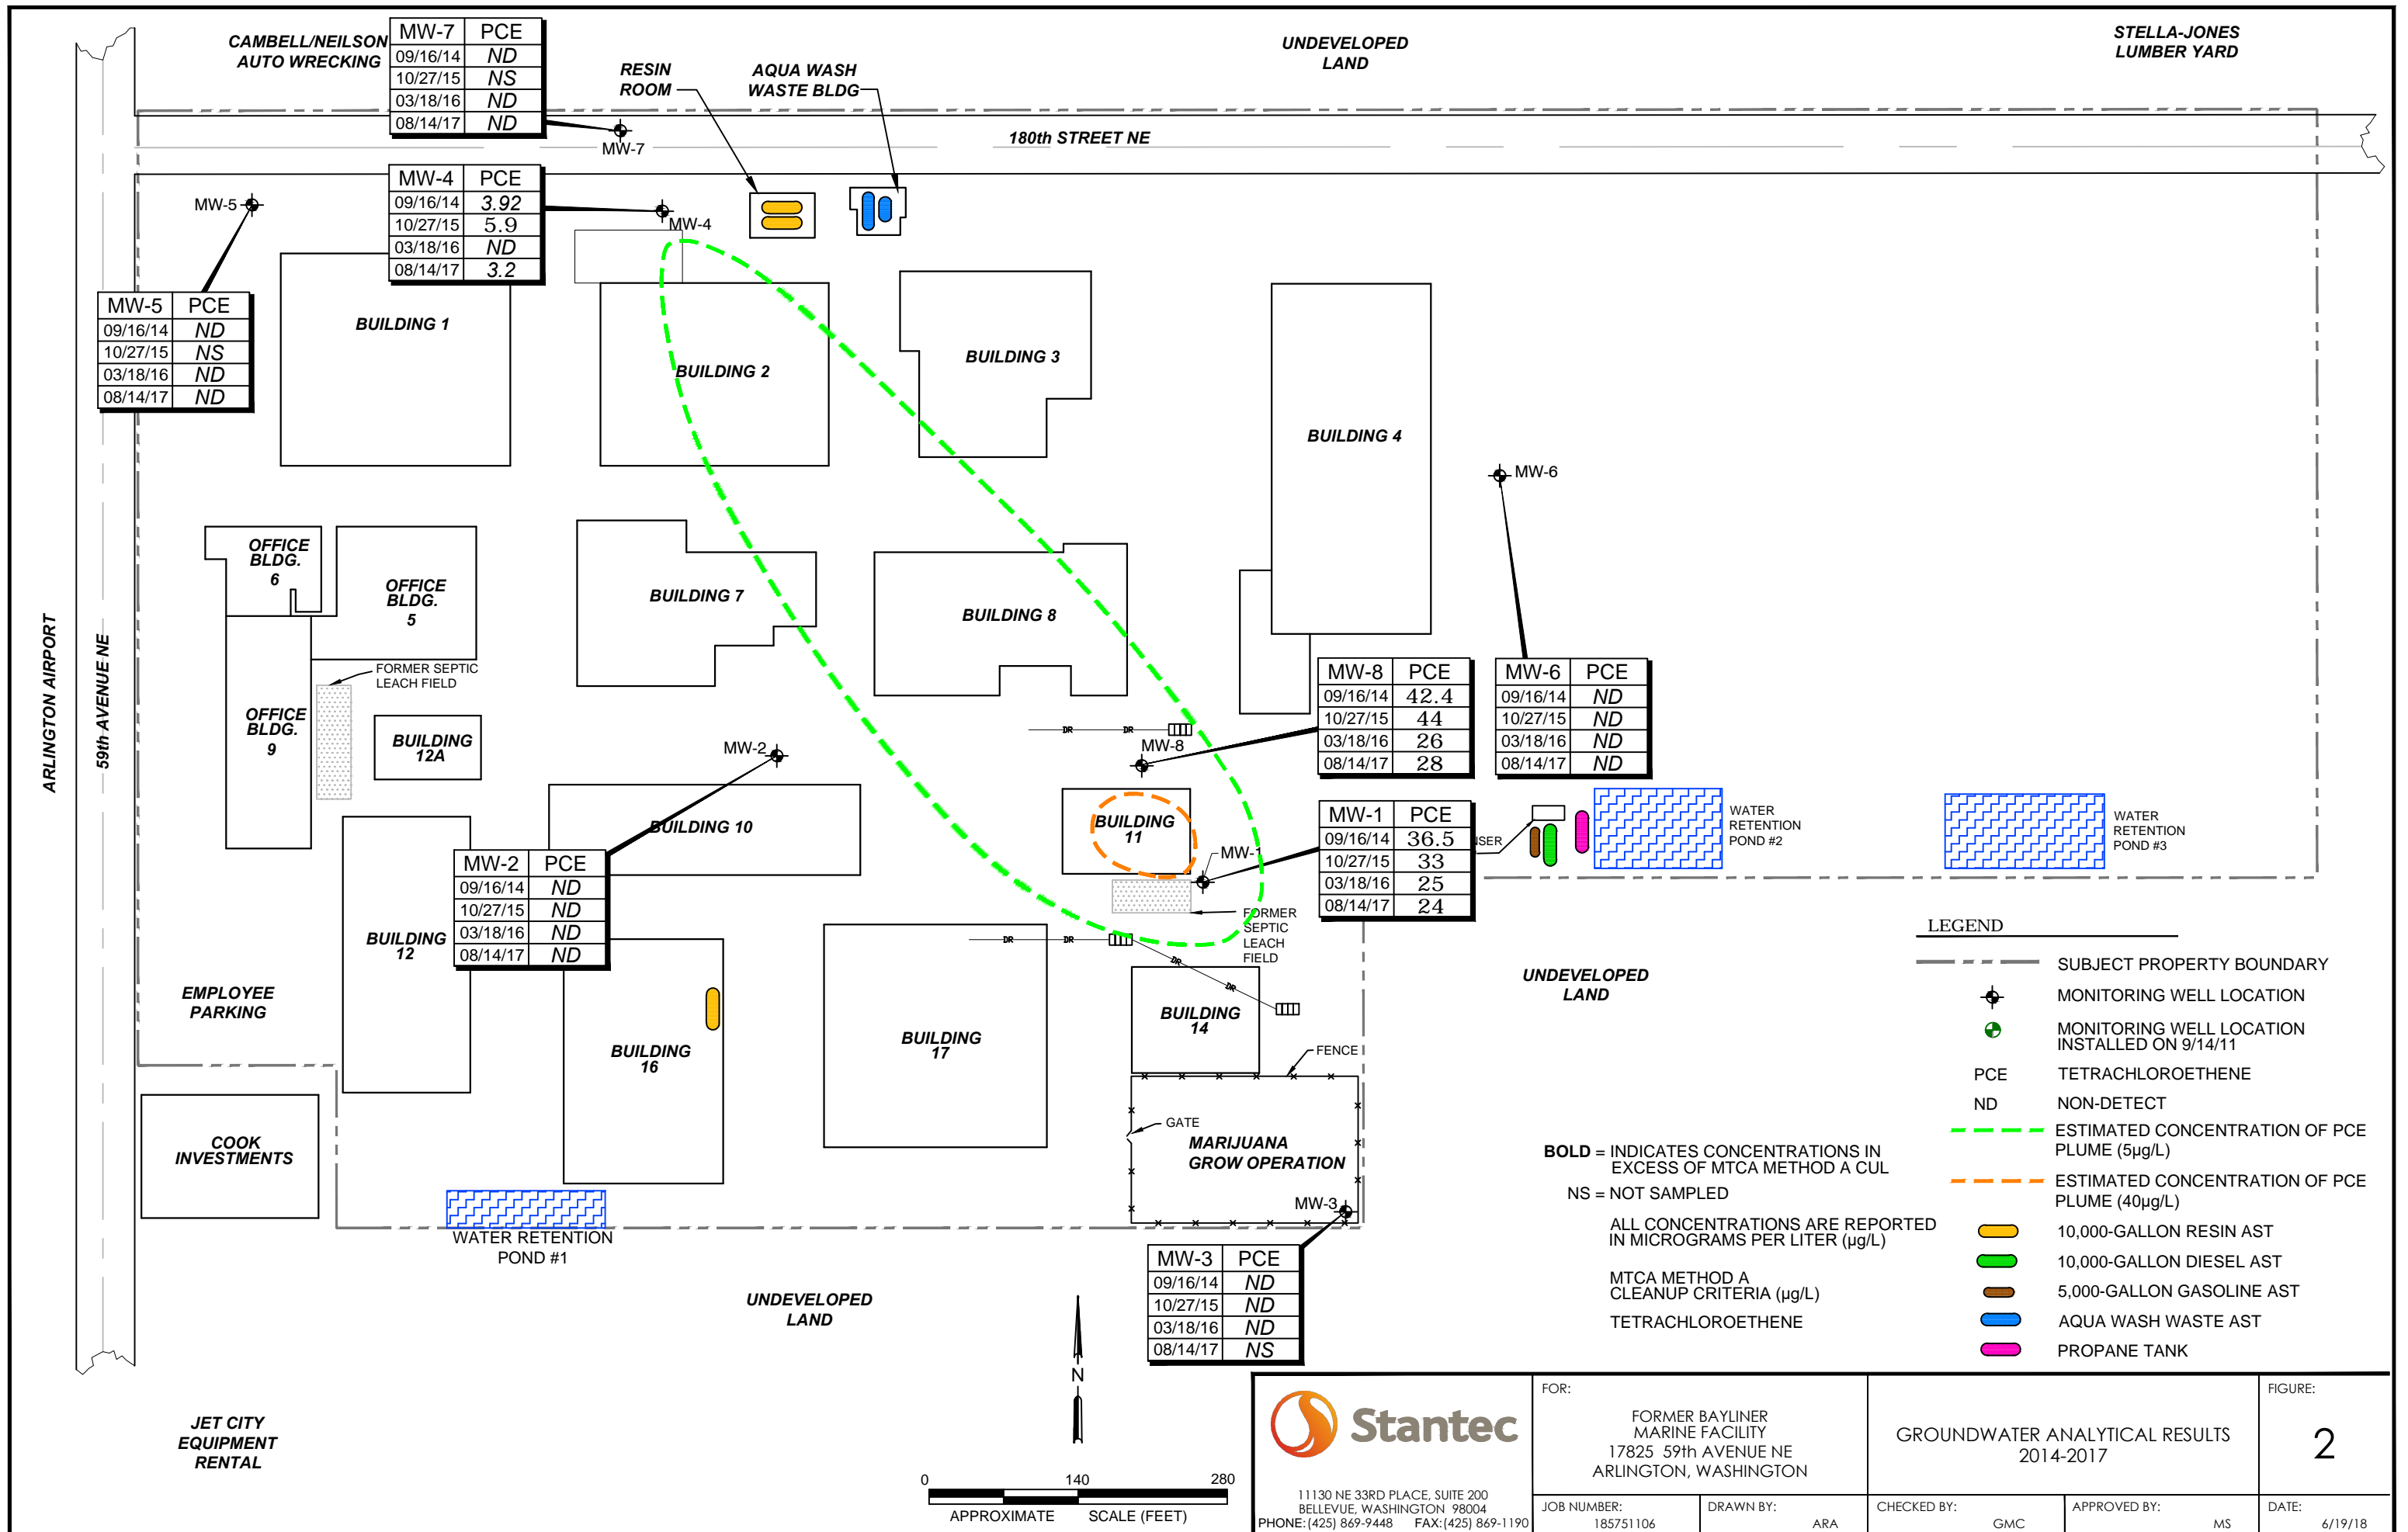 CAMBELL/NEILSON
AUTO WRECKING
MW-7 PCE
09/16/14 ND
10/27/15 NS
03/18/16 ND
08/14/17 ND
RESIN
ROOM
AQUA WASH
WASTE BLDG
UNDEVELOPED
LAND
STELLA-JONES
LUMBER YARD
180th STREET NE
MW-7
MW-4 PCE
09/16/14 3.92
10/27/15 5.9
03/18/16 ND
08/14/17 3.2
MW-5
MW-4
MW-5 PCE
09/16/14 ND
10/27/15 NS
03/18/16 ND
08/14/17 ND
BUILDING 1
BUILDING 2
BUILDING 3
BUILDING 4
MW-6
OFFICE
BLDG.
6
OFFICE
BLDG.
5
BUILDING 7
BUILDING 8
ARLINGTON AIRPORT
59th AVENUE NE
FORMER SEPTIC
LEACH FIELD
OFFICE
BLDG.
9
BUILDING
12A
MW-2
DR DR
MW-8
MW-8 PCE
09/16/14 42.4
10/27/15 44
03/18/16 26
08/14/17 28
MW-6 PCE
09/16/14 ND
10/27/15 ND
03/18/16 ND
08/14/17 ND
BUILDING 10
BUILDING
11
MW-1
MW-1 PCE
09/16/14 36.5
10/27/15 33
03/18/16 25
08/14/17 24
WATER
RETENTION
POND #2
WATER
RETENTION
POND #3
MW-2 PCE
09/16/14 ND
10/27/15 ND
03/18/16 ND
08/14/17 ND
BUILDING
12
FORMER
SEPTIC
LEACH
FIELD
DR DR
DR
DR
EMPLOYEE
PARKING
BUILDING
16
BUILDING
17
BUILDING
14
UNDEVELOPED
LAND
FENCE
GATE
MARIJUANA
GROW OPERATION
MW-3
COOK
INVESTMENTS
WATER RETENTION
POND #1
MW-3 PCE
09/16/14 ND
10/27/15 ND
03/18/16 ND
08/14/17 NS
UNDEVELOPED
LAND
JET CITY
EQUIPMENT
RENTAL
N
0 140 280
APPROXIMATE SCALE (FEET)
LEGEND
SUBJECT PROPERTY BOUNDARY
MONITORING WELL LOCATION
MONITORING WELL LOCATION
INSTALLED ON 9/14/11
PCE TETRACHLOROETHENE
ND NON-DETECT
ESTIMATED CONCENTRATION OF PCE
PLUME (5µg/L)
ESTIMATED CONCENTRATION OF PCE
PLUME (40µg/L)
10,000-GALLON RESIN AST
10,000-GALLON DIESEL AST
5,000-GALLON GASOLINE AST
AQUA WASH WASTE AST
PROPANE TANK
BOLD = INDICATES CONCENTRATIONS IN
EXCESS OF MTCA METHOD A CUL
NS = NOT SAMPLED
ALL CONCENTRATIONS ARE REPORTED
IN MICROGRAMS PER LITER (µg/L)
MTCA METHOD A
CLEANUP CRITERIA (µg/L)
TETRACHLOROETHENE
Stantec
11130 NE 33RD PLACE, SUITE 200
BELLEVUE, WASHINGTON 98004
PHONE: (425) 869-9448 FAX: (425) 869-1190
FOR:
FORMER BAYLINER
MARINE FACILITY
17825 59th AVENUE NE
ARLINGTON, WASHINGTON
GROUNDWATER ANALYTICAL RESULTS
2014-2017
FIGURE:
2
JOB NUMBER:
185751106
DRAWN BY:
ARA
CHECKED BY:
GMC
APPROVED BY:
MS
DATE:
6/19/18